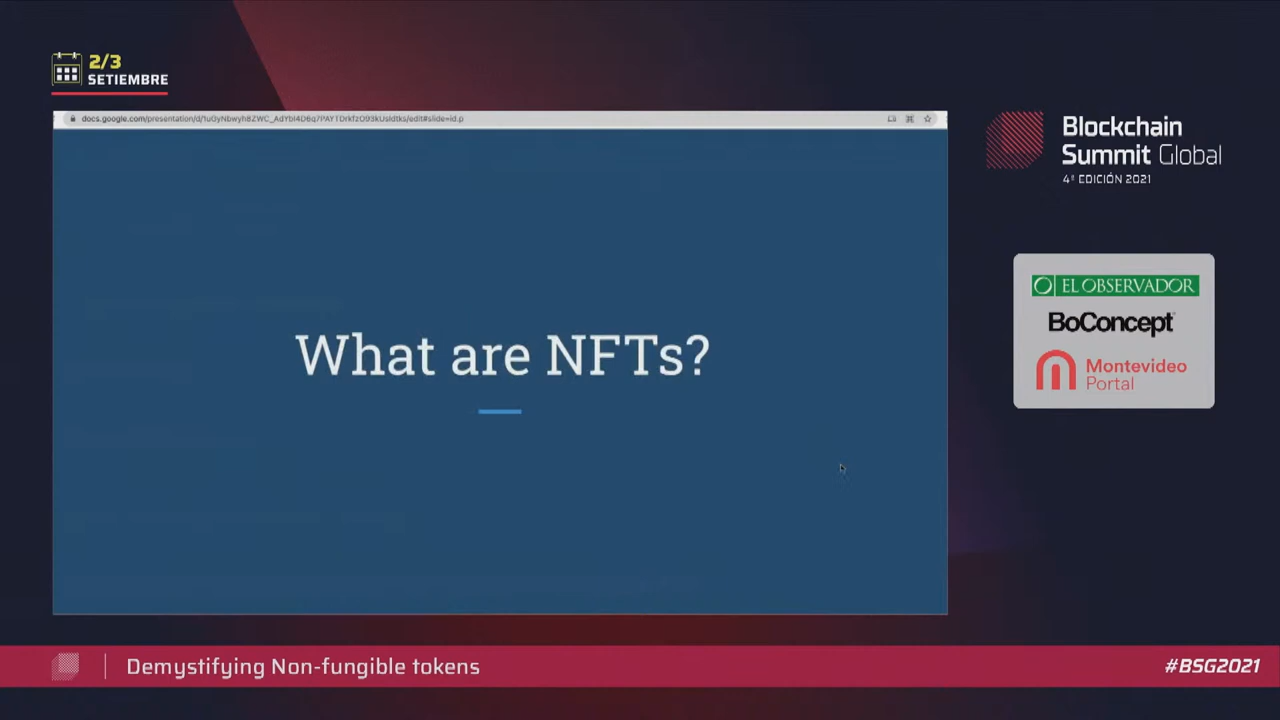 2/3
SETIEMBRE
Blockchain
Summit Global
4ª EDICIÓN 2021
What are NFTs?
EL OBSERVADOR
BoConcept
Montevideo
Portal
Demystifying Non-fungible tokens
#BSG2021